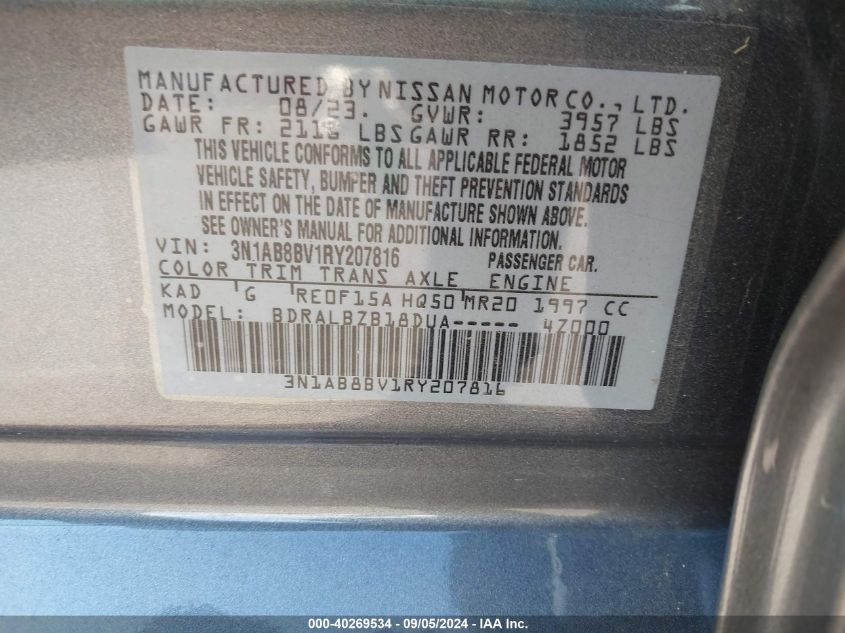 MANUFACTURED BY NISSAN MOTOR CO., LTD.
DATE: 08/23. GVWR: 3957 LBS
GAWR FR: 2118 LBS GAWR RR: 1852 LBS
THIS VEHICLE CONFORMS TO ALL APPLICABLE FEDERAL MOTOR
VEHICLE SAFETY, BUMPER AND THEFT PREVENTION STANDARDS
IN EFFECT ON THE DATE OF MANUFACTURE SHOWN ABOVE.
SEE OWNER'S MANUAL FOR ADDITIONAL INFORMATION.
VIN: 3N1AB8BV1RY207816 PASSENGER CAR.
COLOR TRIM TRANS AXLE ENGINE
KAD G RE0F15A HQ50 MR20 1997 CC
MODEL: BDRALBZB18DUA----- 4Z000
3N1AB8BV1RY207816
000-40269534 - 09/05/2024 - IAAI.com.